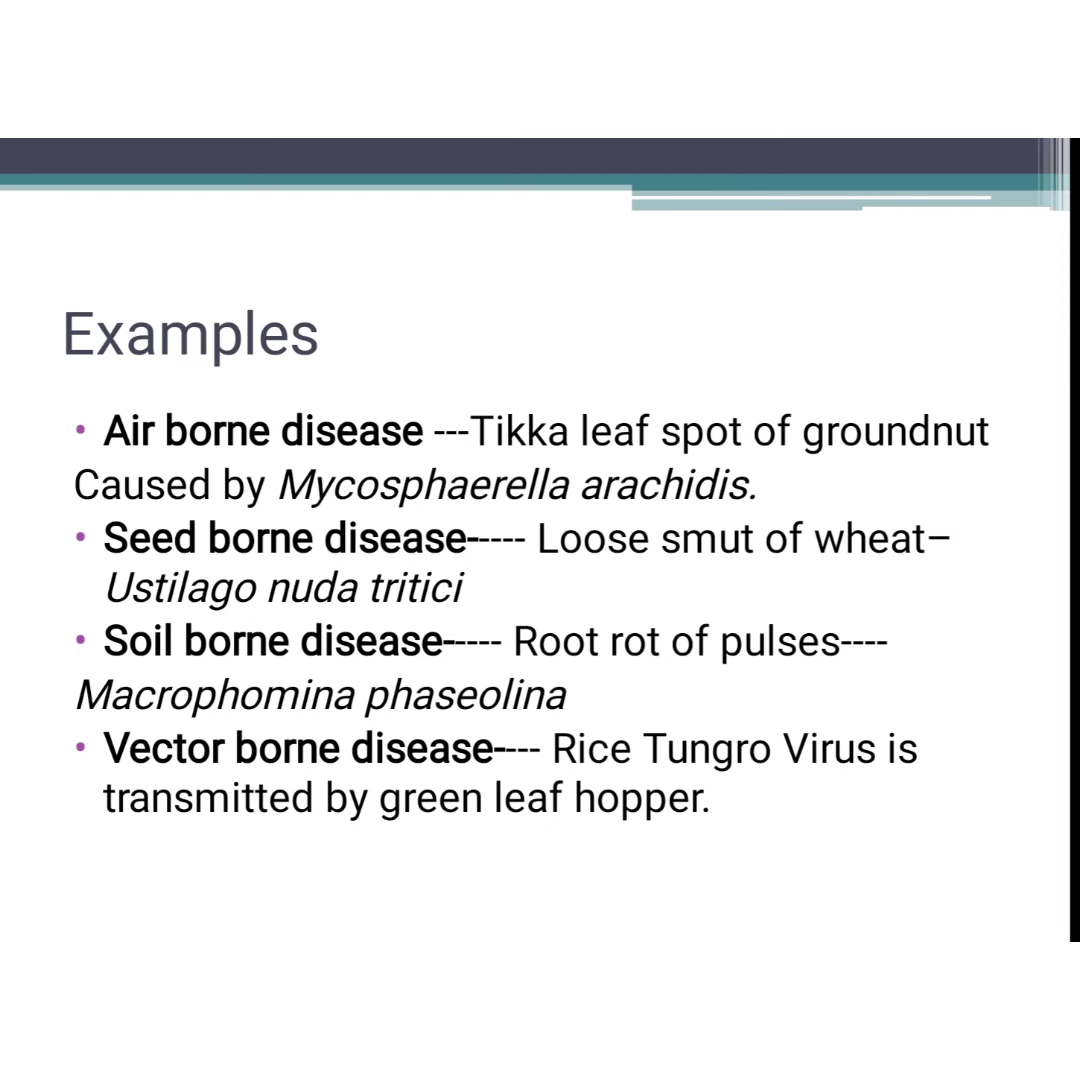 Examples
• Air borne disease ---Tikka leaf spot of groundnut
Caused by Mycosphaerella arachidis.
• Seed borne disease----- Loose smut of wheat–
Ustilago nuda tritici
• Soil borne disease----- Root rot of pulses----
Macrophomina phaseolina
• Vector borne disease---- Rice Tungro Virus is
transmitted by green leaf hopper.